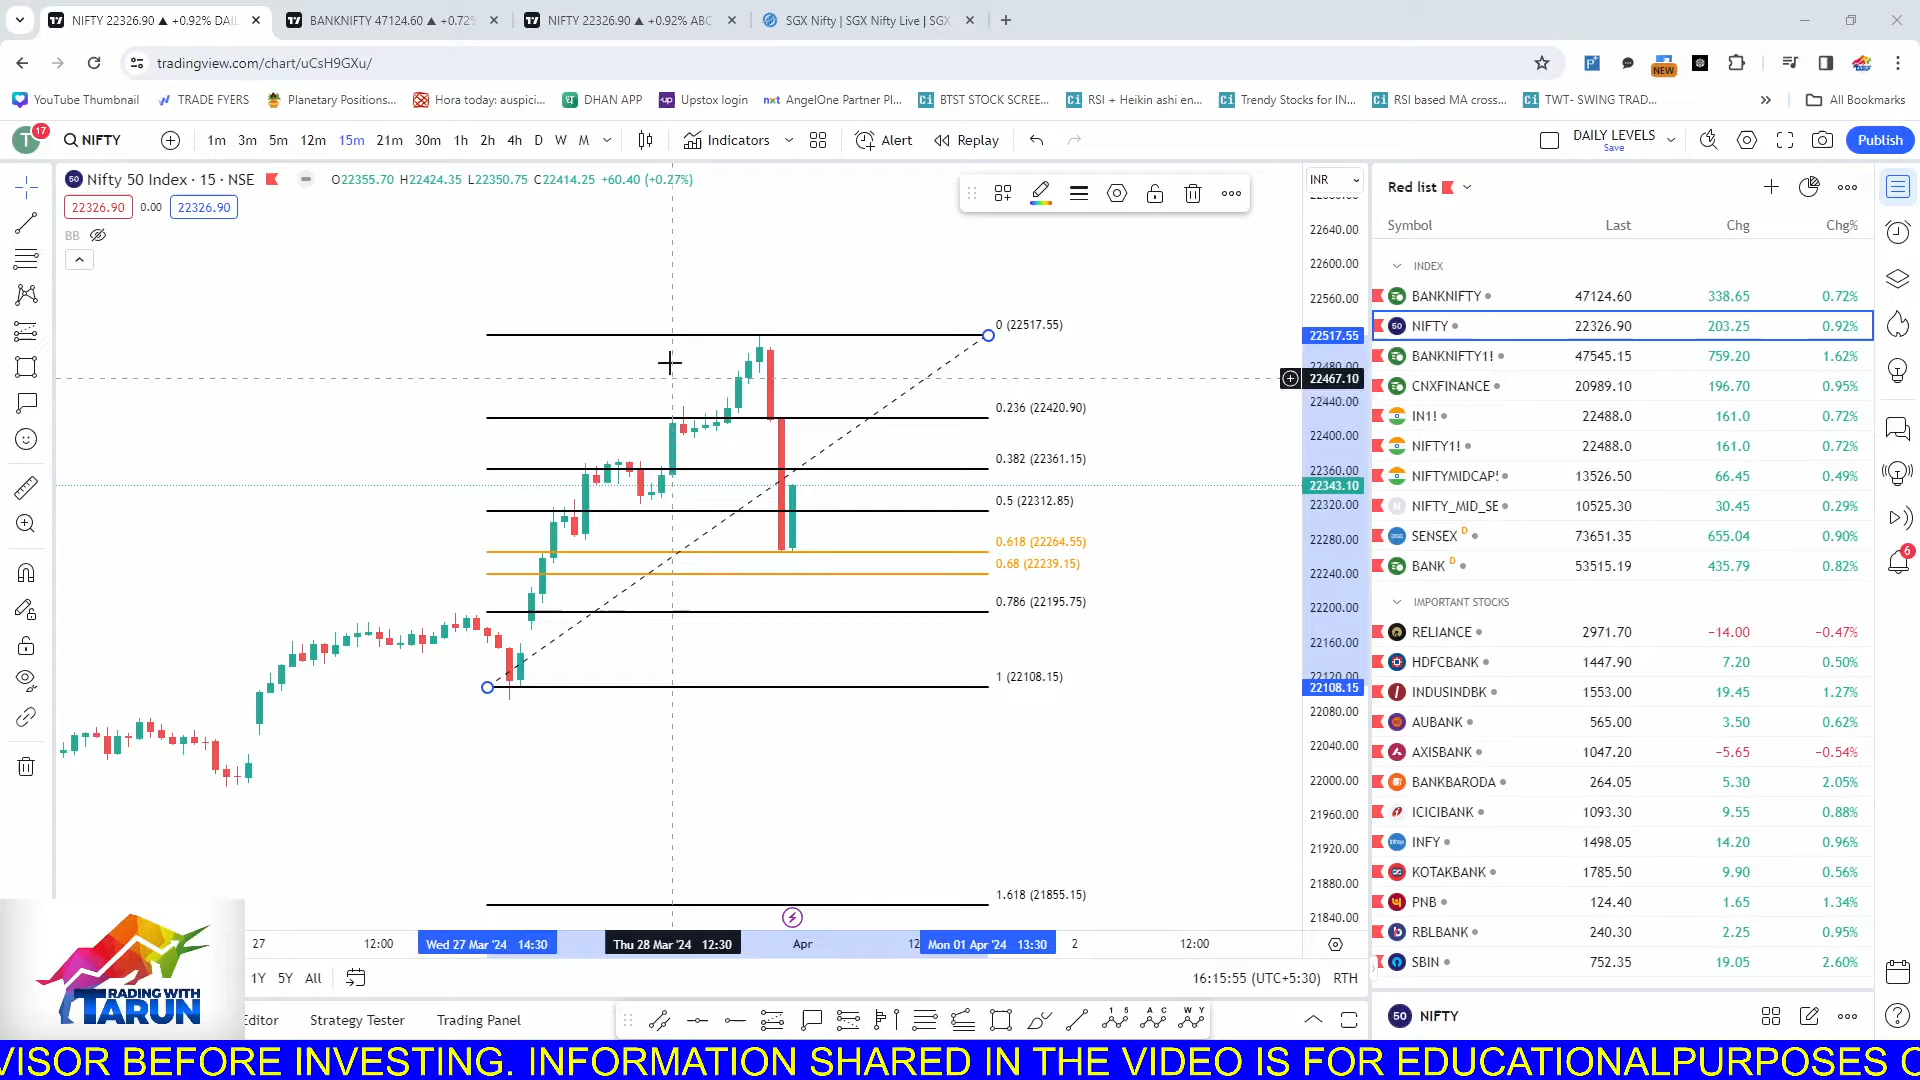 NIFTY 22326.90 ▲ +0.92% DAIL
BANKNIFTY 47124.60 ▲ +0.72%
NIFTY 22326.90 ▲ +0.92% ABC
SGX Nifty | SGX Nifty Live | SGX
tradingview.com/chart/uCsH9GXu/
NEW
YouTube Thumbnail
TRADE FYERS
Planetary Positions...
Hora today: auspici...
DHAN APP
Upstox login
AngelOne Partner Pl...
BTST STOCK SCREE...
RSI + Heikin ashi en...
Trendy Stocks for IN...
RSI based MA cross...
TWT- SWING TRAD...
All Bookmarks
T 17 NIFTY 1m 3m 5m 12m 15m 21m 30m 1h 2h 4h D W M Indicators Alert Replay DAILY LEVELS Save Publish
50 Nifty 50 Index · 15 · NSE O22355.70 H22424.35 L22350.75 C22414.25 +60.40 (+0.27%)
22326.90 0.00 22326.90
BB
INR
22640.00
22600.00
22560.00
22517.55
22467.10
22440.00
22400.00
22360.00
22343.10
22320.00
22280.00
22240.00
22200.00
22160.00
22120.00
22108.15
22080.00
22040.00
22000.00
21960.00
21920.00
21880.00
21840.00
0 (22517.55)
0.236 (22420.90)
0.382 (22361.15)
0.5 (22312.85)
0.618 (22264.55)
0.68 (22239.15)
0.786 (22195.75)
1 (22108.15)
1.618 (21855.15)
27 12:00 Wed 27 Mar '24 14:30 Thu 28 Mar '24 12:30 Apr 12 Mon 01 Apr '24 13:30 2 12:00
1Y 5Y All 16:15:55 (UTC+5:30) RTH
Editor Strategy Tester Trading Panel
Red list
Symbol Last Chg Chg%
INDEX
BANKNIFTY 47124.60 338.65 0.72%
50 NIFTY 22326.90 203.25 0.92%
BANKNIFTY1! 47545.15 759.20 1.62%
CNXFINANCE 20989.10 196.70 0.95%
IN1! 22488.0 161.0 0.72%
NIFTY1! 22488.0 161.0 0.72%
NIFTYMIDCAP! 13526.50 66.45 0.49%
NIFTY_MID_SE 10525.30 30.45 0.29%
SENSEX D 73651.35 655.04 0.90%
BANK D 53515.19 435.79 0.82%
IMPORTANT STOCKS
RELIANCE 2971.70 −14.00 −0.47%
HDFCBANK 1447.90 7.20 0.50%
INDUSINDBK 1553.00 19.45 1.27%
AUBANK 565.00 3.50 0.62%
AXISBANK 1047.20 −5.65 −0.54%
BANKBARODA 264.05 5.30 2.05%
ICICIBANK 1093.30 9.55 0.88%
INFY 1498.05 14.20 0.96%
KOTAKBANK 1785.50 9.90 0.56%
PNB 124.40 1.65 1.34%
RBLBANK 240.30 2.25 0.95%
SBIN 752.35 19.05 2.60%
50 NIFTY
6
TRADING WITH
TARUN
VISOR BEFORE INVESTING. INFORMATION SHARED IN THE VIDEO IS FOR EDUCATIONALPURPOSES